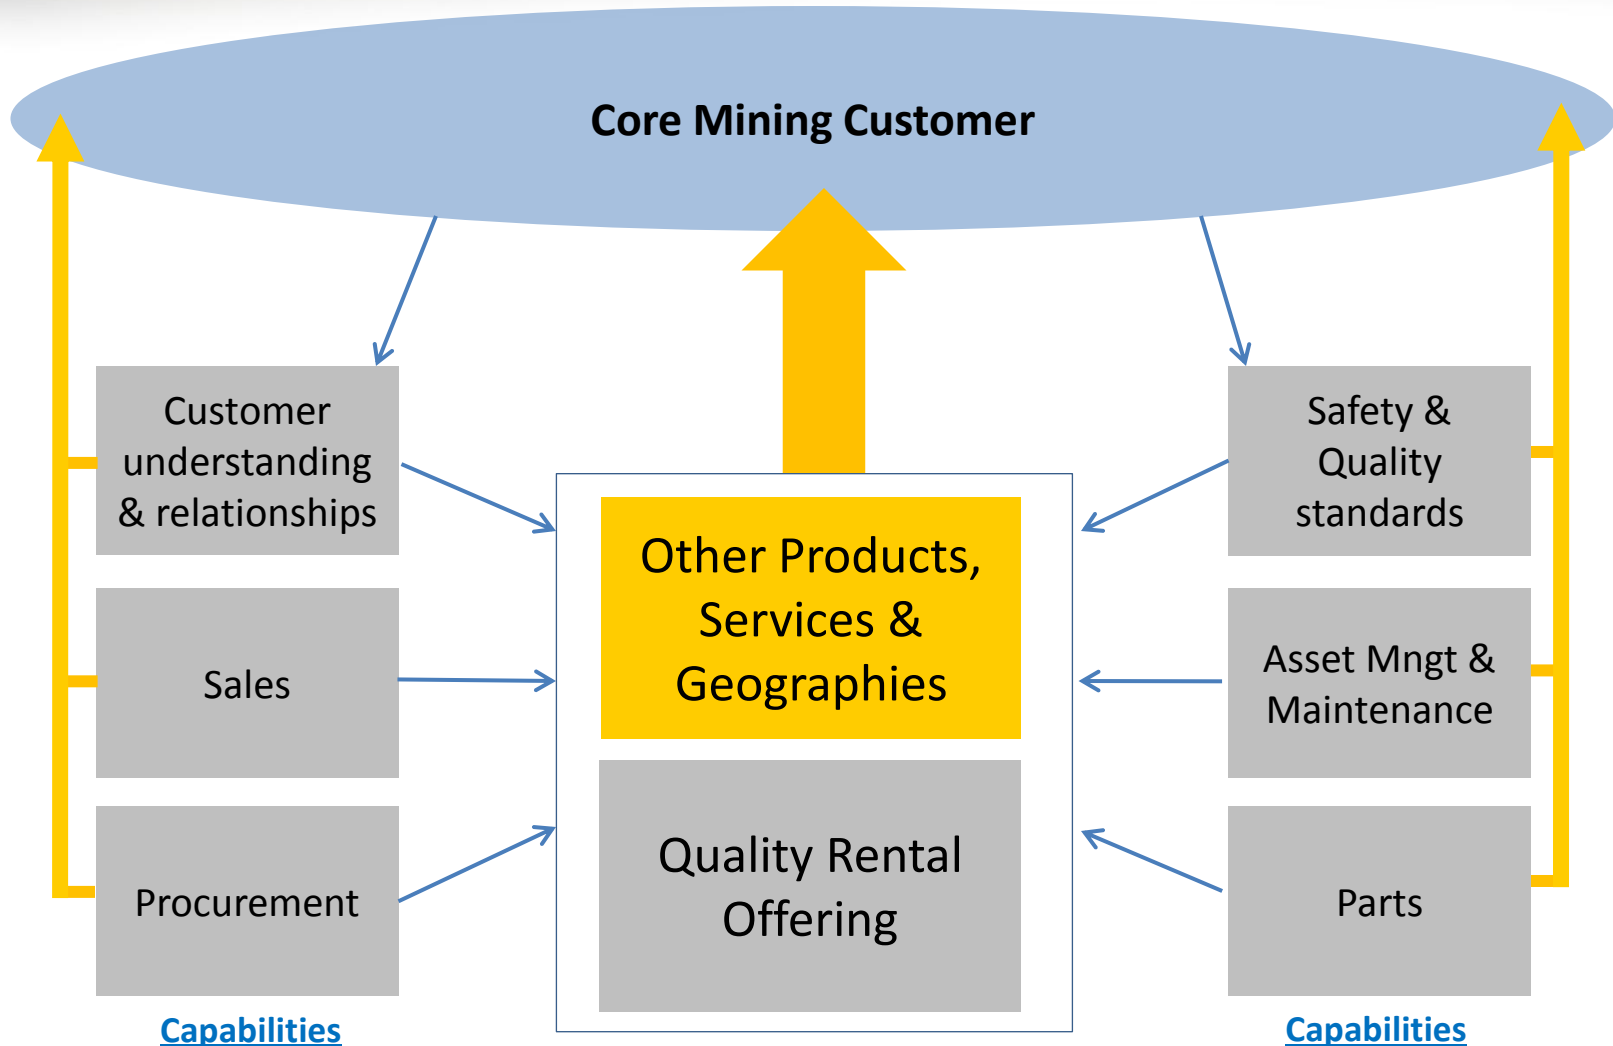 Core Mining Customer
Customer
understanding
& relationships
Sales
Procurement
Capabilities
Other Products,
Services &
Geographies
Quality Rental
Offering
Safety &
Quality
standards
Asset Mngt &
Maintenance
Parts
Capabilities